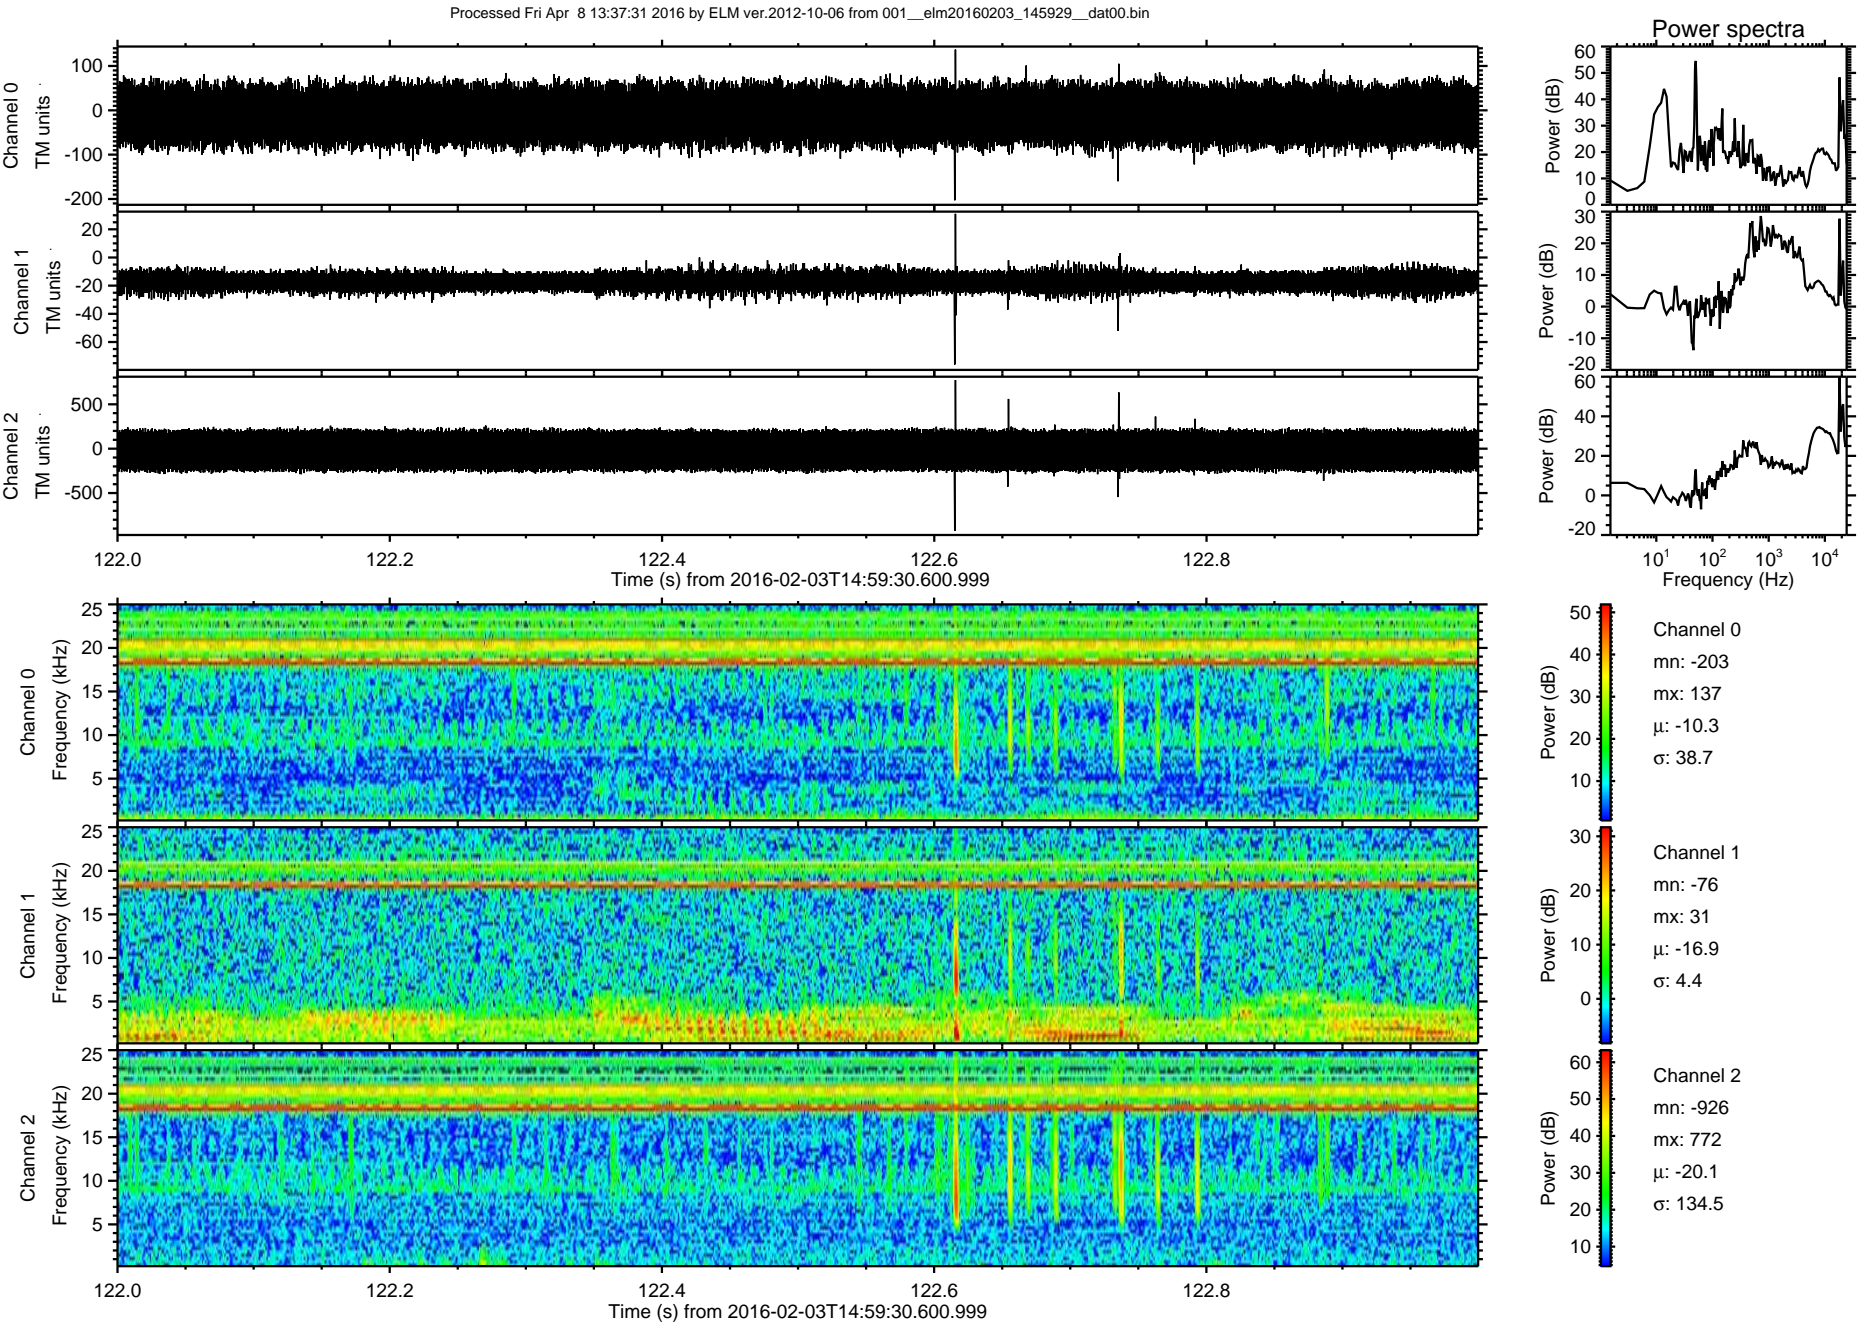 Processed Fri Apr  8 13:37:31 2016 by ELM ver.2012-10-06 from 001__elm20160203_145929__dat00.bin
Power spectra
Channel 0
TM units
100
0
-100
-200
Power (dB)
60
50
40
30
20
10
0
Channel 1
TM units
20
0
-20
-40
-60
Power (dB)
30
20
10
0
-10
-20
Channel 2
TM units
500
0
-500
Power (dB)
60
40
20
0
-20
122.0
122.2
122.4
122.6
122.8
Time (s) from 2016-02-03T14:59:30.600.999
10¹
10²
10³
10⁴
Frequency (Hz)
Channel 0
Frequency (kHz)
25
20
15
10
5
Power (dB)
50
40
30
20
10
Channel 0
mn: -203
mx: 137
μ: -10.3
σ: 38.7
Channel 1
Frequency (kHz)
25
20
15
10
5
Power (dB)
30
20
10
0
Channel 1
mn: -76
mx: 31
μ: -16.9
σ: 4.4
Channel 2
Frequency (kHz)
25
20
15
10
5
Power (dB)
60
50
40
30
20
10
Channel 2
mn: -926
mx: 772
μ: -20.1
σ: 134.5
122.0
122.2
122.4
122.6
122.8
Time (s) from 2016-02-03T14:59:30.600.999